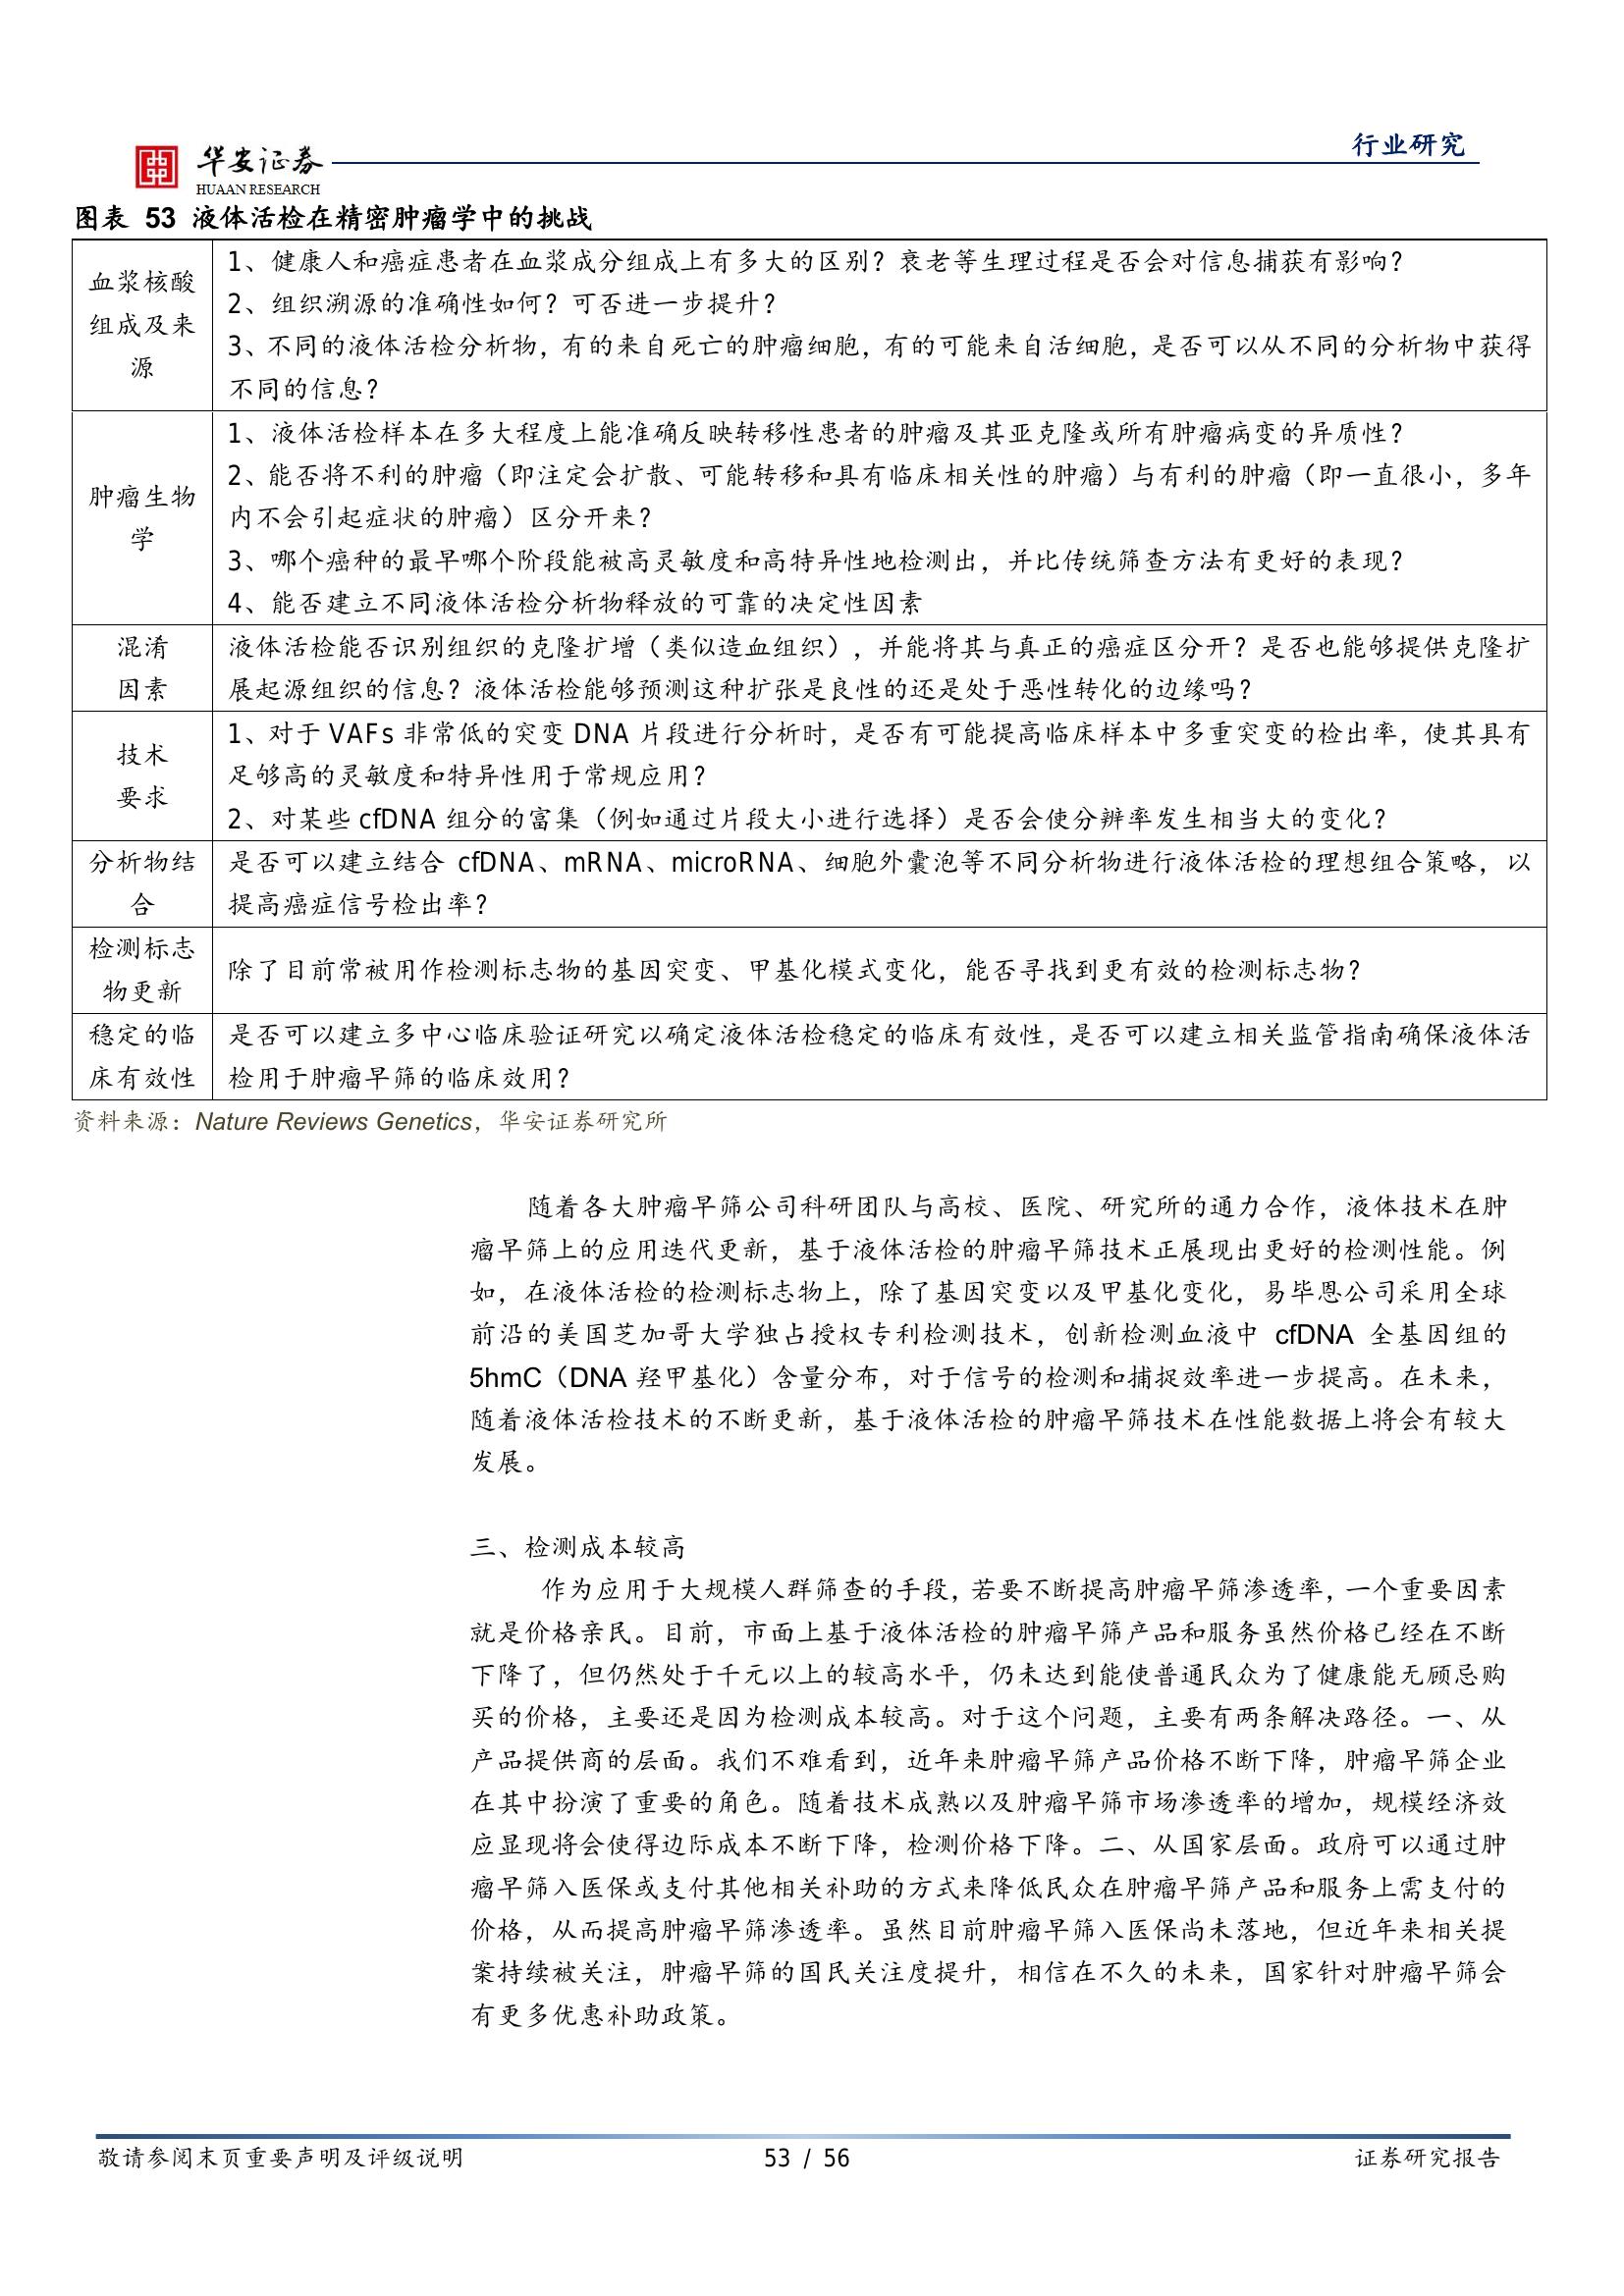 华安证券
HUAAN RESEARCH
行业研究
图表 53 液体活检在精密肿瘤学中的挑战
血浆核酸
组成及来
源
1、健康人和癌症患者在血浆成分组成上有多大的区别？衰老等生理过程是否会对信息捕获有影响？
2、组织溯源的准确性如何？可否进一步提升？
3、不同的液体活检分析物，有的来自死亡的肿瘤细胞，有的可能来自活细胞，是否可以从不同的分析物中获得
不同的信息？
肿瘤生物
学
1、液体活检样本在多大程度上能准确反映转移性患者的肿瘤及其亚克隆或所有肿瘤病变的异质性？
2、能否将不利的肿瘤（即注定会扩散、可能转移和具有临床相关性的肿瘤）与有利的肿瘤（即一直很小，多年
内不会引起症状的肿瘤）区分开来？
3、哪个癌种的最早哪个阶段能被高灵敏度和高特异性地检测出，并比传统筛查方法有更好的表现？
4、能否建立不同液体活检分析物释放的可靠的决定性因素
混淆
因素
液体活检能否识别组织的克隆扩增（类似造血组织），并能将其与真正的癌症区分开？是否也能够提供克隆扩
展起源组织的信息？液体活检能够预测这种扩张是良性的还是处于恶性转化的边缘吗？
技术
要求
1、对于 VAFs 非常低的突变 DNA 片段进行分析时，是否有可能提高临床样本中多重突变的检出率，使其具有
足够高的灵敏度和特异性用于常规应用？
2、对某些 cfDNA 组分的富集（例如通过片段大小进行选择）是否会使分辨率发生相当大的变化？
分析物结
合
是否可以建立结合 cfDNA、mRNA、microRNA、细胞外囊泡等不同分析物进行液体活检的理想组合策略，以
提高癌症信号检出率？
检测标志
物更新
除了目前常被用作检测标志物的基因突变、甲基化模式变化，能否寻找到更有效的检测标志物？
稳定的临
床有效性
是否可以建立多中心临床验证研究以确定液体活检稳定的临床有效性，是否可以建立相关监管指南确保液体活
检用于肿瘤早筛的临床效用？
资料来源：Nature Reviews Genetics，华安证券研究所
随着各大肿瘤早筛公司科研团队与高校、医院、研究所的通力合作，液体技术在肿
瘤早筛上的应用迭代更新，基于液体活检的肿瘤早筛技术正展现出更好的检测性能。例
如，在液体活检的检测标志物上，除了基因突变以及甲基化变化，易毕恩公司采用全球
前沿的美国芝加哥大学独占授权专利检测技术，创新检测血液中 cfDNA 全基因组的
5hmC（DNA 羟甲基化）含量分布，对于信号的检测和捕捉效率进一步提高。在未来，
随着液体活检技术的不断更新，基于液体活检的肿瘤早筛技术在性能数据上将会有较大
发展。
三、检测成本较高
作为应用于大规模人群筛查的手段，若要不断提高肿瘤早筛渗透率，一个重要因素
就是价格亲民。目前，市面上基于液体活检的肿瘤早筛产品和服务虽然价格已经在不断
下降了，但仍然处于千元以上的较高水平，仍未达到能使普通民众为了健康能无顾忌购
买的价格，主要还是因为检测成本较高。对于这个问题，主要有两条解决路径。一、从
产品提供商的层面。我们不难看到，近年来肿瘤早筛产品价格不断下降，肿瘤早筛企业
在其中扮演了重要的角色。随着技术成熟以及肿瘤早筛市场渗透率的增加，规模经济效
应显现将会使得边际成本不断下降，检测价格下降。二、从国家层面。政府可以通过肿
瘤早筛入医保或支付其他相关补助的方式来降低民众在肿瘤早筛产品和服务上需支付的
价格，从而提高肿瘤早筛渗透率。虽然目前肿瘤早筛入医保尚未落地，但近年来相关提
案持续被关注，肿瘤早筛的国民关注度提升，相信在不久的未来，国家针对肿瘤早筛会
有更多优惠补助政策。
敬请参阅末页重要声明及评级说明
53 / 56
证券研究报告